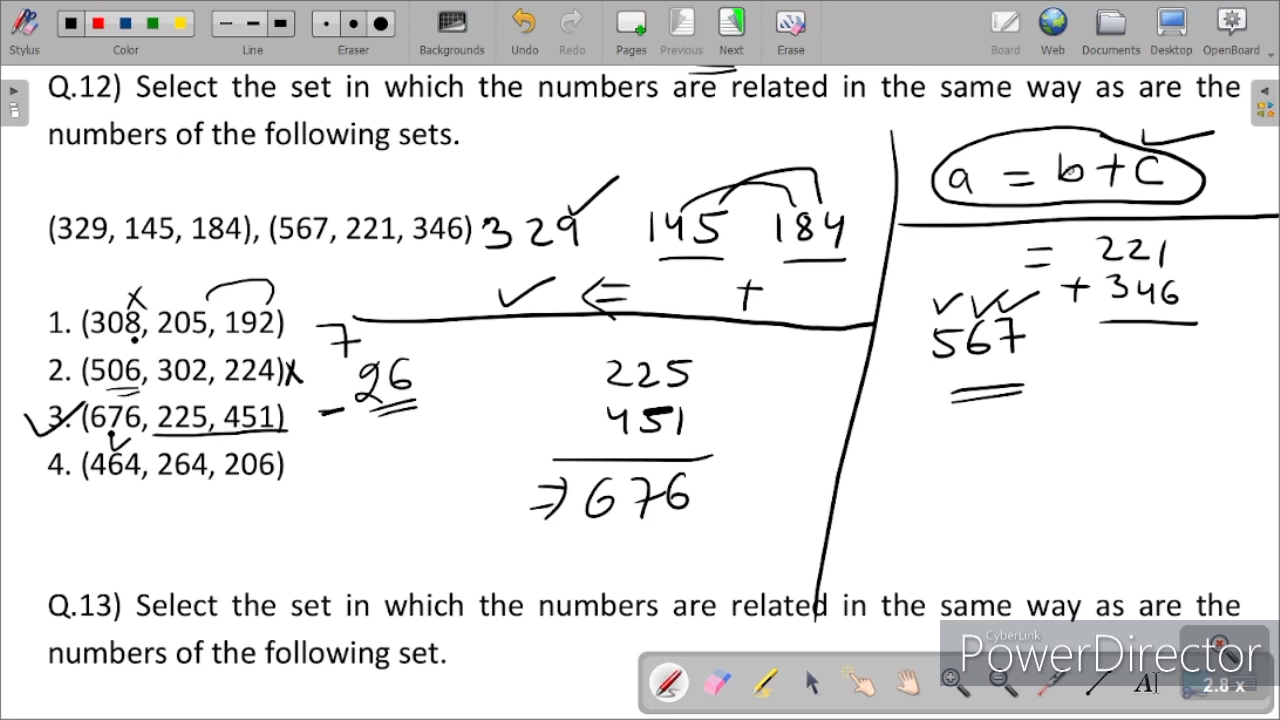 Stylus Color Line Eraser Backgrounds Undo Redo Pages Previous Next Erase Board Web Documents Desktop OpenBoard
Q.12) Select the set in which the numbers are related in the same way as are the
numbers of the following sets.
a = b + c
(329, 145, 184), (567, 221, 346) 329 145 184
= 221
+ 346
567
⇐ +
1. (308, 205, 192)
7
2. (506, 302, 224)x
- 26
3. (676, 225, 451)
4. (464, 264, 206)
225
451
⇒ 676
Q.13) Select the set in which the numbers are related in the same way as are the
numbers of the following set.
CyberLink
PowerDirector
2.8 x